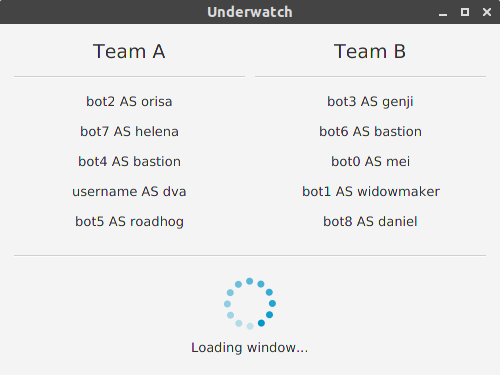 Underwatch
Team A
bot2 AS orisa
bot7 AS helena
bot4 AS bastion
username AS dva
bot5 AS roadhog
Team B
bot3 AS genji
bot6 AS bastion
bot0 AS mei
bot1 AS widowmaker
bot8 AS daniel
Loading window...